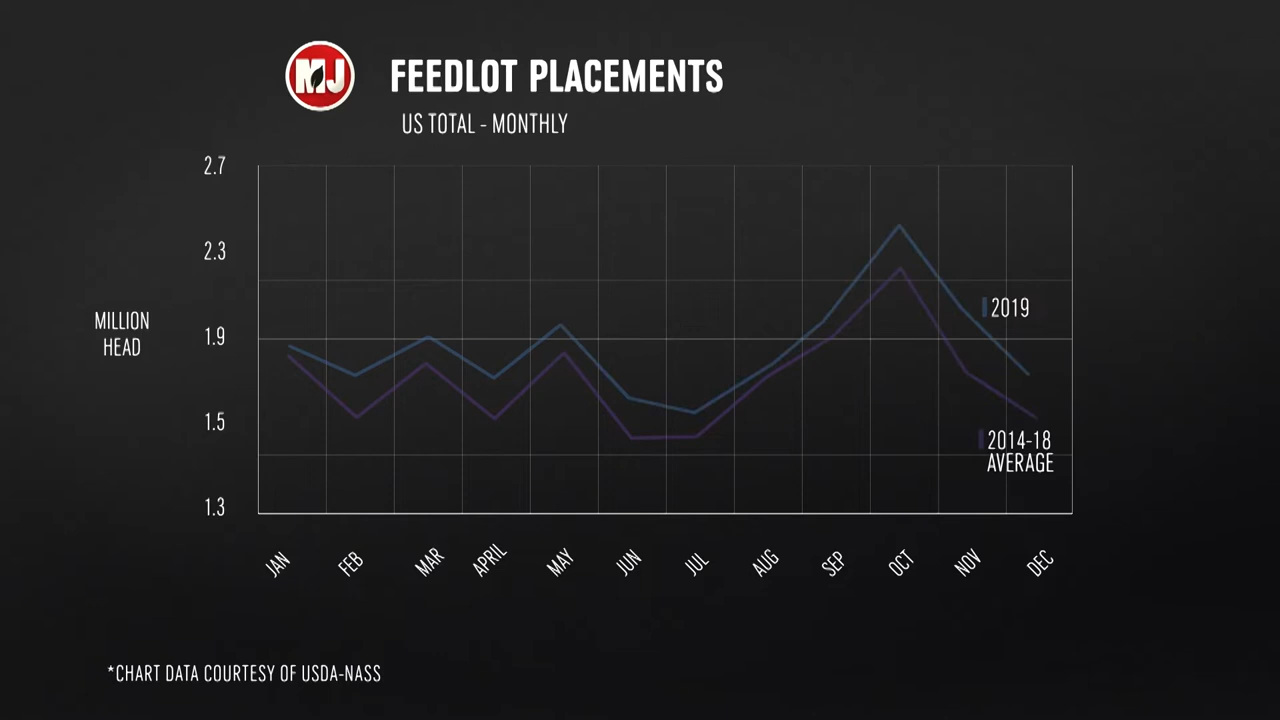 MJ
FEEDLOT PLACEMENTS
US TOTAL - MONTHLY
2.7
2.3
1.9
1.5
1.3
MILLION
HEAD
2019
2014-18
AVERAGE
JAN FEB MAR APRIL MAY JUN JUL AUG SEP OCT NOV DEC
*CHART DATA COURTESY OF USDA-NASS